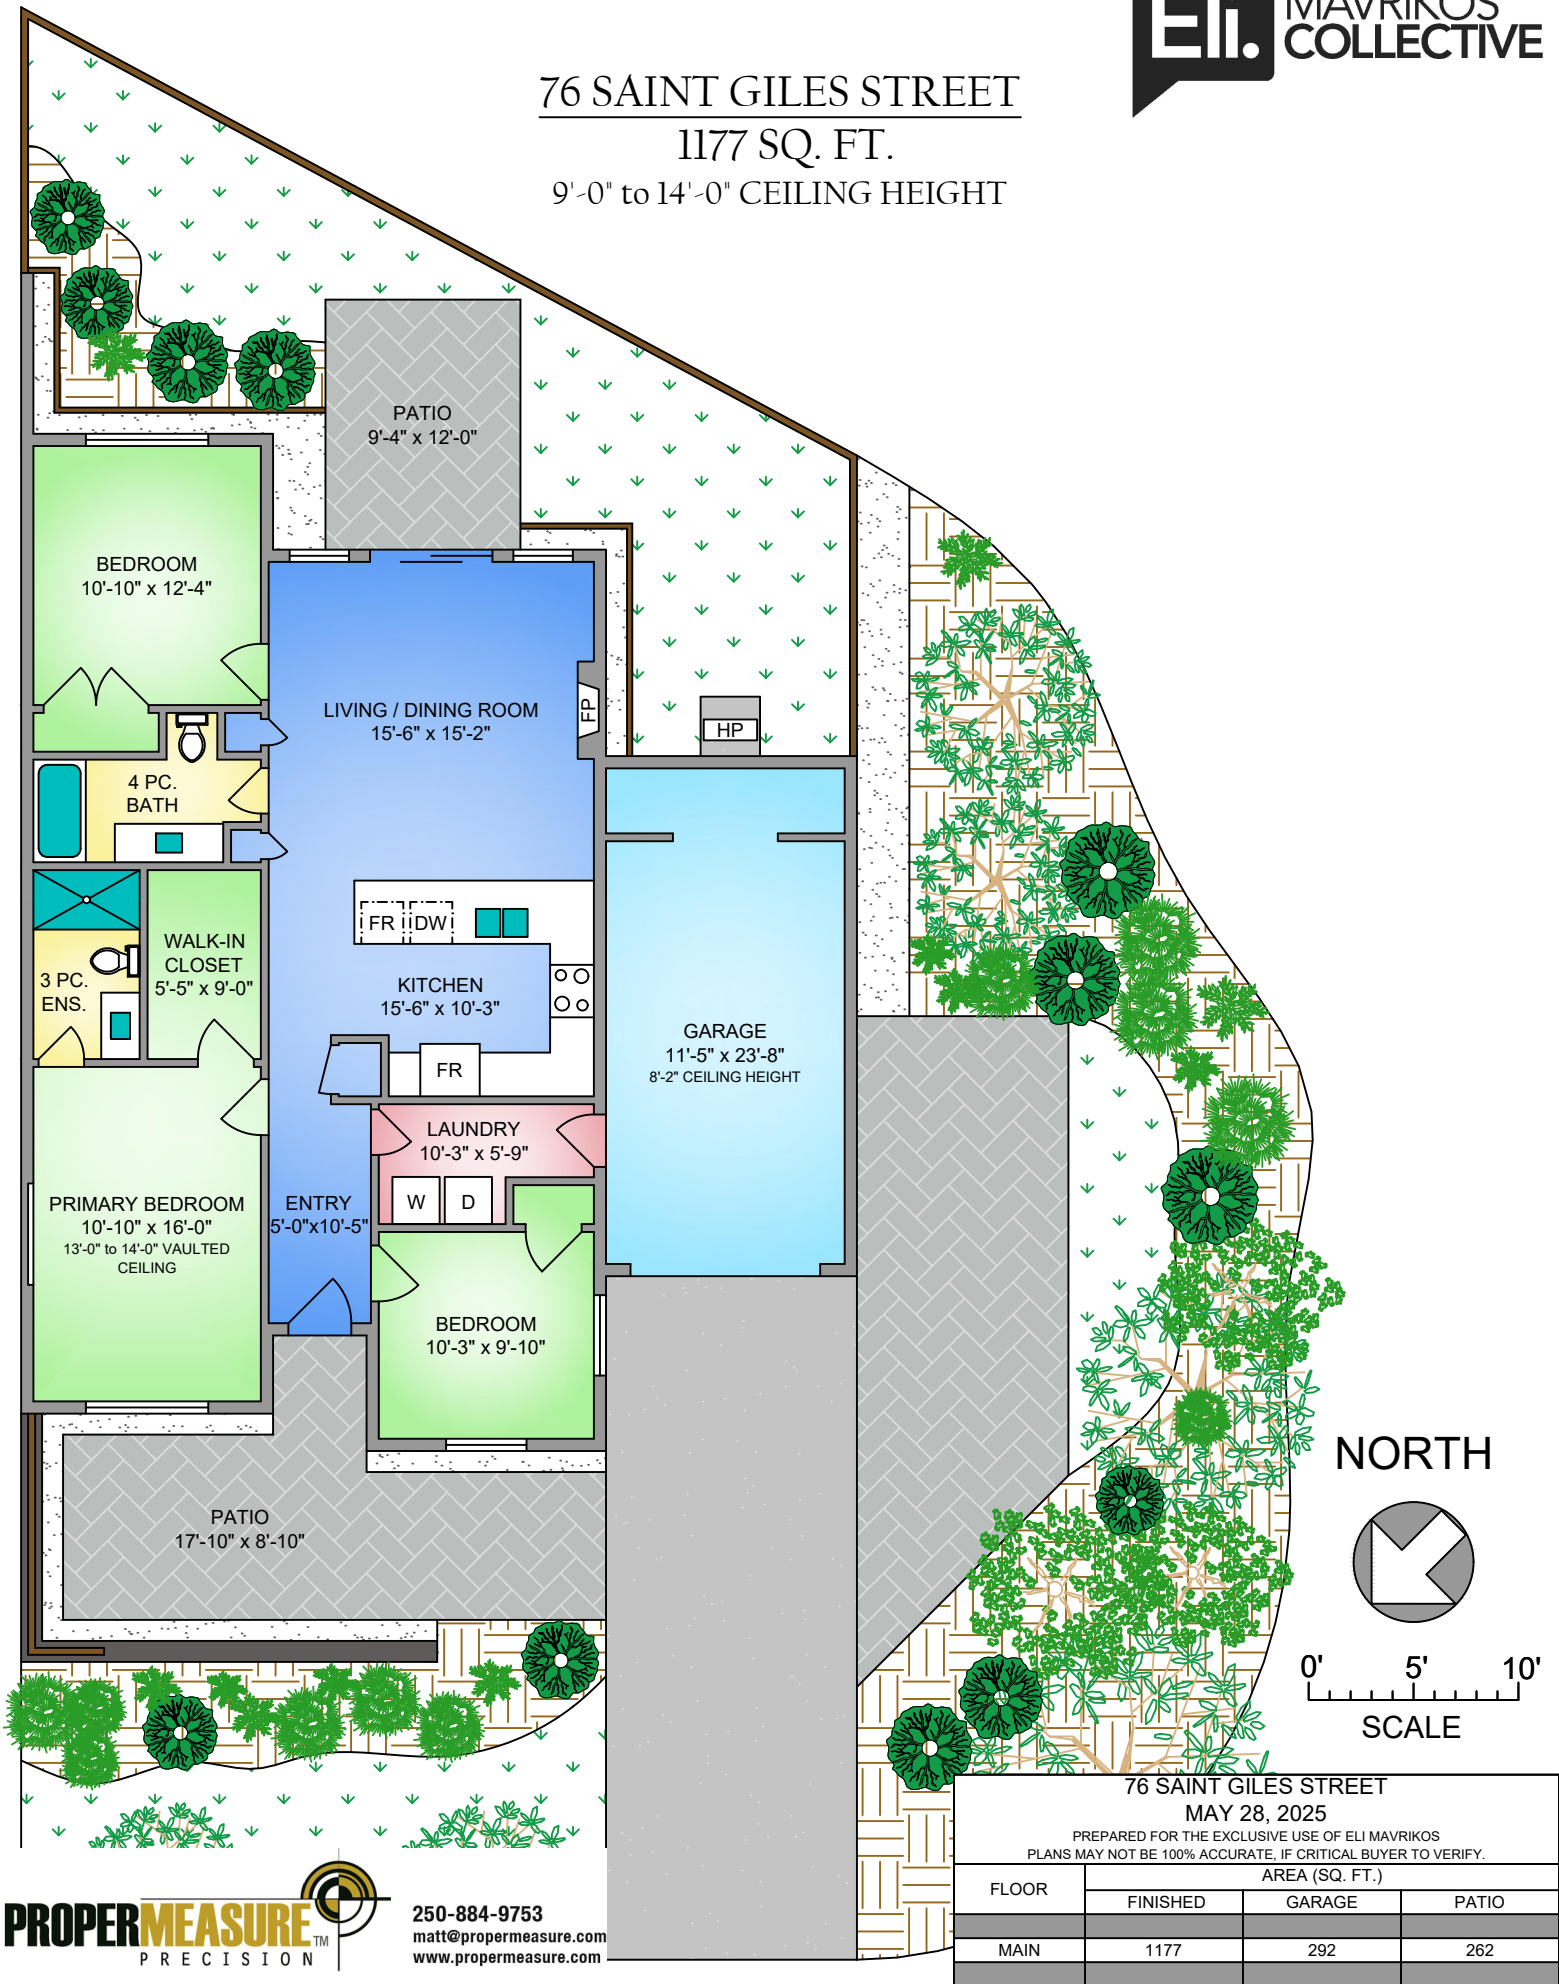 Eli.
MAVRIKOS
COLLECTIVE
76 SAINT GILES STREET
1177 SQ. FT.
9'-0" to 14'-0" CEILING HEIGHT
PATIO
9'-4" x 12'-0"
BEDROOM
10'-10" x 12'-4"
LIVING / DINING ROOM
15'-6" x 15'-2"
FP
HP
4 PC.
BATH
FR
DW
WALK-IN
CLOSET
5'-5" x 9'-0"
3 PC.
ENS.
KITCHEN
15'-6" x 10'-3"
FR
GARAGE
11'-5" x 23'-8"
8'-2" CEILING HEIGHT
LAUNDRY
10'-3" x 5'-9"
W
D
PRIMARY BEDROOM
10'-10" x 16'-0"
13'-0" to 14'-0" VAULTED
CEILING
ENTRY
5'-0"x10'-5"
BEDROOM
10'-3" x 9'-10"
PATIO
17'-10" x 8'-10"
NORTH
0' 5' 10'
SCALE
76 SAINT GILES STREET
MAY 28, 2025
PREPARED FOR THE EXCLUSIVE USE OF ELI MAVRIKOS
PLANS MAY NOT BE 100% ACCURATE, IF CRITICAL BUYER TO VERIFY.
FLOOR
AREA (SQ. FT.)
FINISHED GARAGE PATIO
MAIN 1177 292 262
PROPERMEASURE TM
PRECISION
250-884-9753
matt@propermeasure.com
www.propermeasure.com